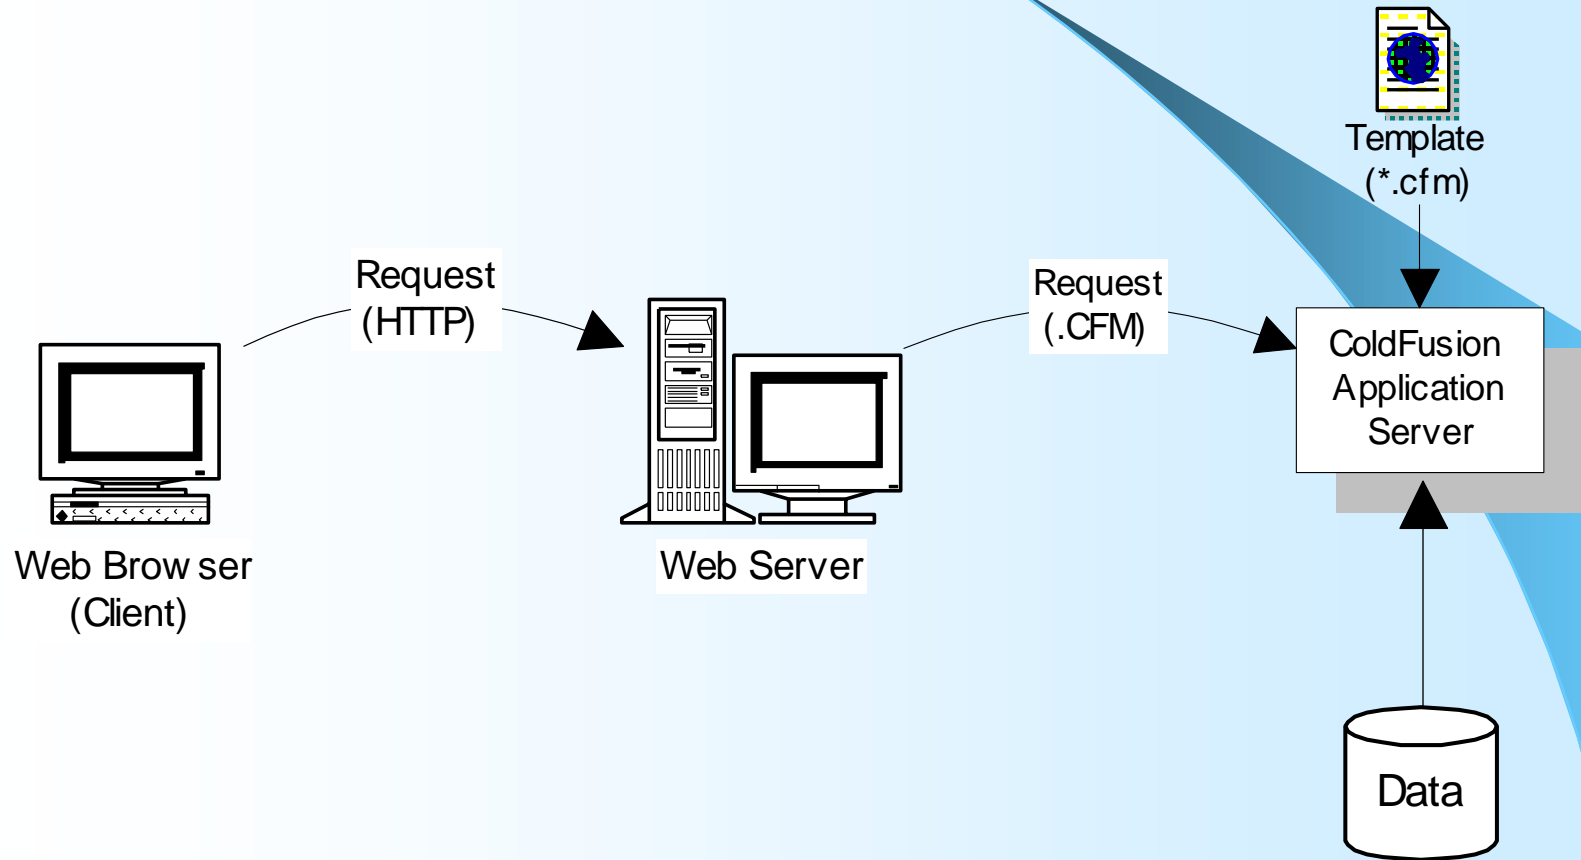 Template
(*.cfm)
Request
(HTTP)
Request
(.CFM)
ColdFusion
Application
Server
Web Browser
(Client)
Web Server
Data